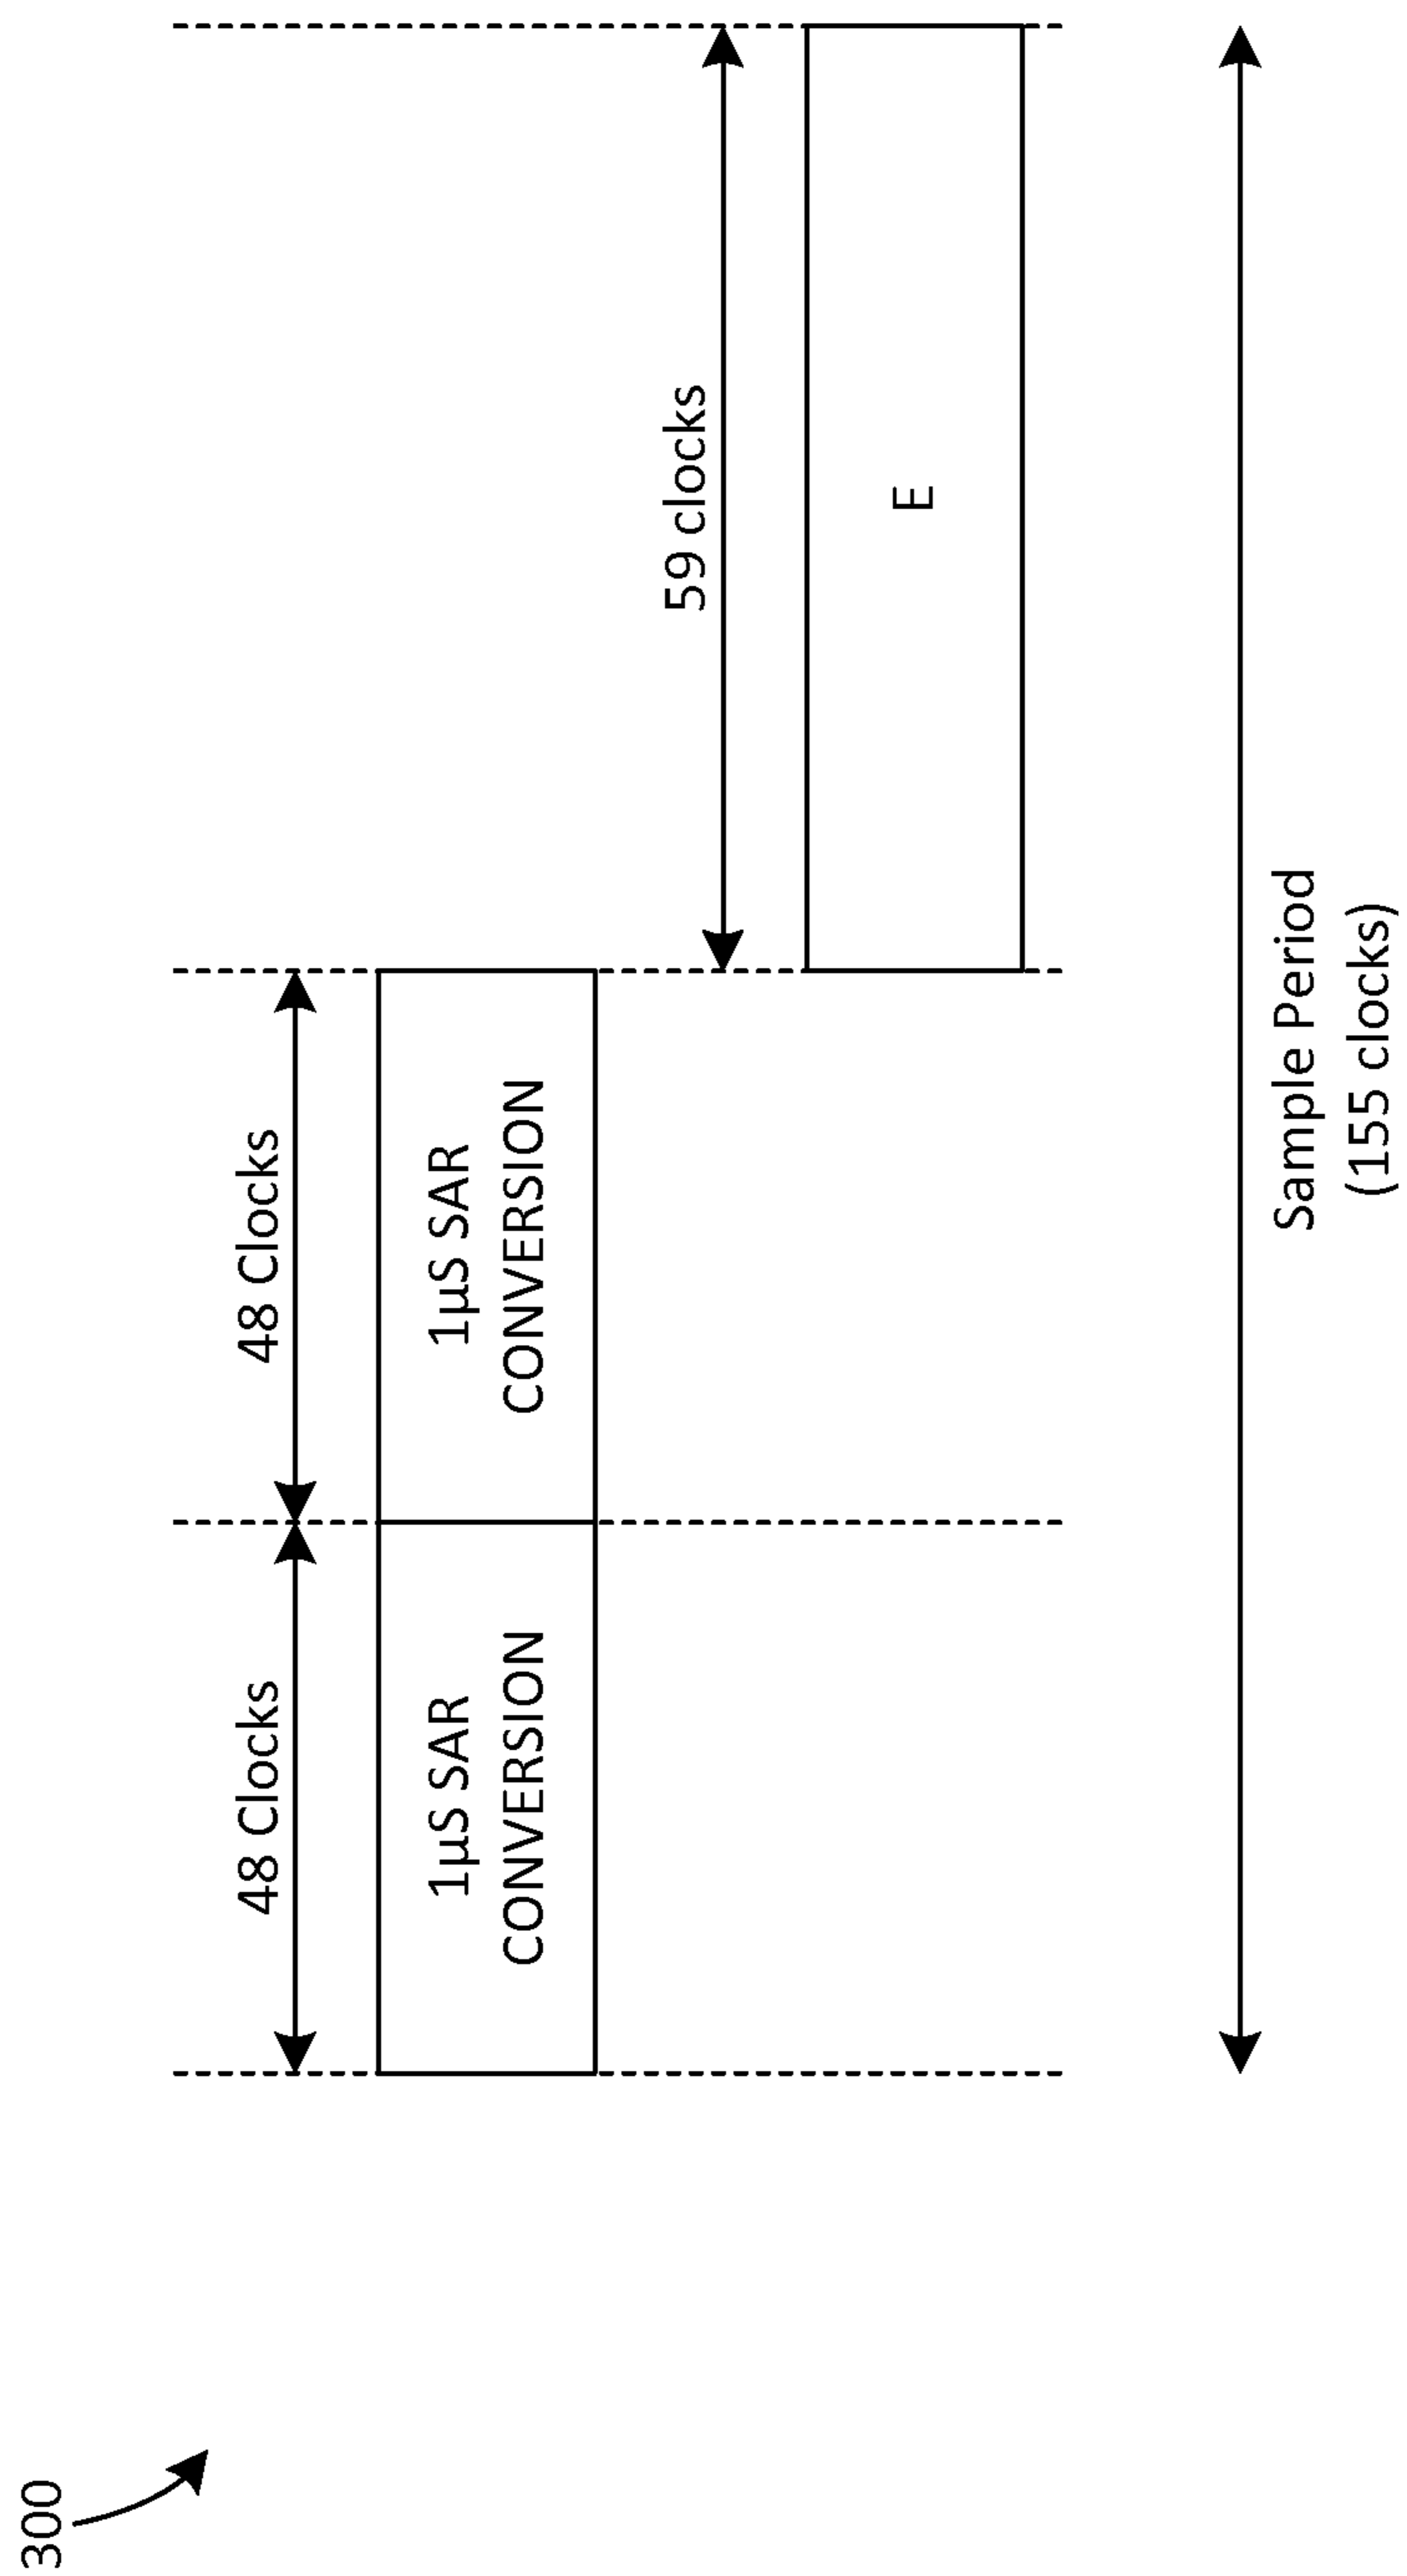 300
48 Clocks
48 Clocks
1µS SAR
CONVERSION
1µS SAR
CONVERSION
59 clocks
E
Sample Period
(155 clocks)